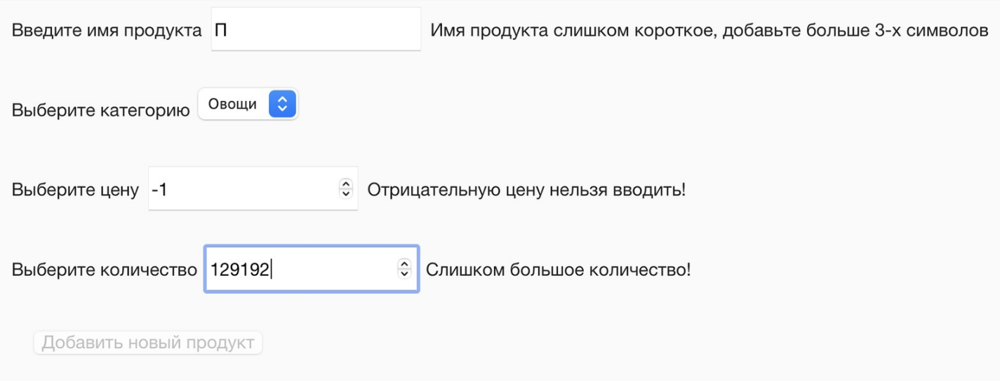 Введите имя продукта П Имя продукта слишком короткое, добавьте больше 3-х символов
Выберите категорию Овощи
Выберите цену -1 Отрицательную цену нельзя вводить!
Выберите количество 129192 Слишком большое количество!
Добавить новый продукт